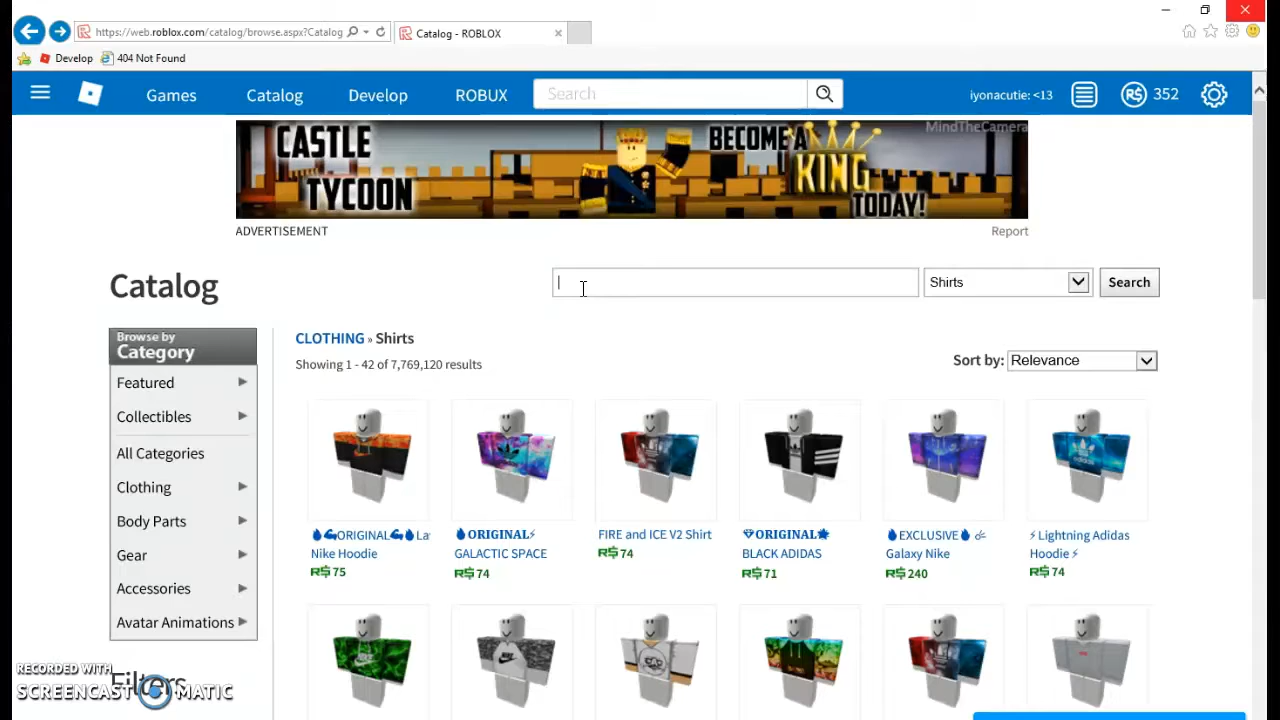 https://web.roblox.com/catalog/browse.aspx?Catalog
Catalog - ROBLOX
Develop
404 Not Found
Games
Catalog
Develop
ROBUX
Search
iyonacutie: <13
R$ 352
CASTLE
TYCOON
BECOME A
KING
TODAY!
MindTheCamera
ADVERTISEMENT
Report
Catalog
Shirts
Search
Browse by
Category
Featured
Collectibles
All Categories
Clothing
Body Parts
Gear
Accessories
Avatar Animations
Filters
CLOTHING » Shirts
Showing 1 - 42 of 7,769,120 results
Sort by: Relevance
💧💪ORIGINAL💪💧La
Nike Hoodie
R$ 75
💧ORIGINAL⚡
GALACTIC SPACE
R$ 74
FIRE and ICE V2 Shirt
R$ 74
💎ORIGINAL🍁
BLACK ADIDAS
R$ 71
💧EXCLUSIVE💧
Galaxy Nike
R$ 240
⚡Lightning Adidas
Hoodie⚡
R$ 74
adidas
RECORDED WITH
SCREENCAST MATIC